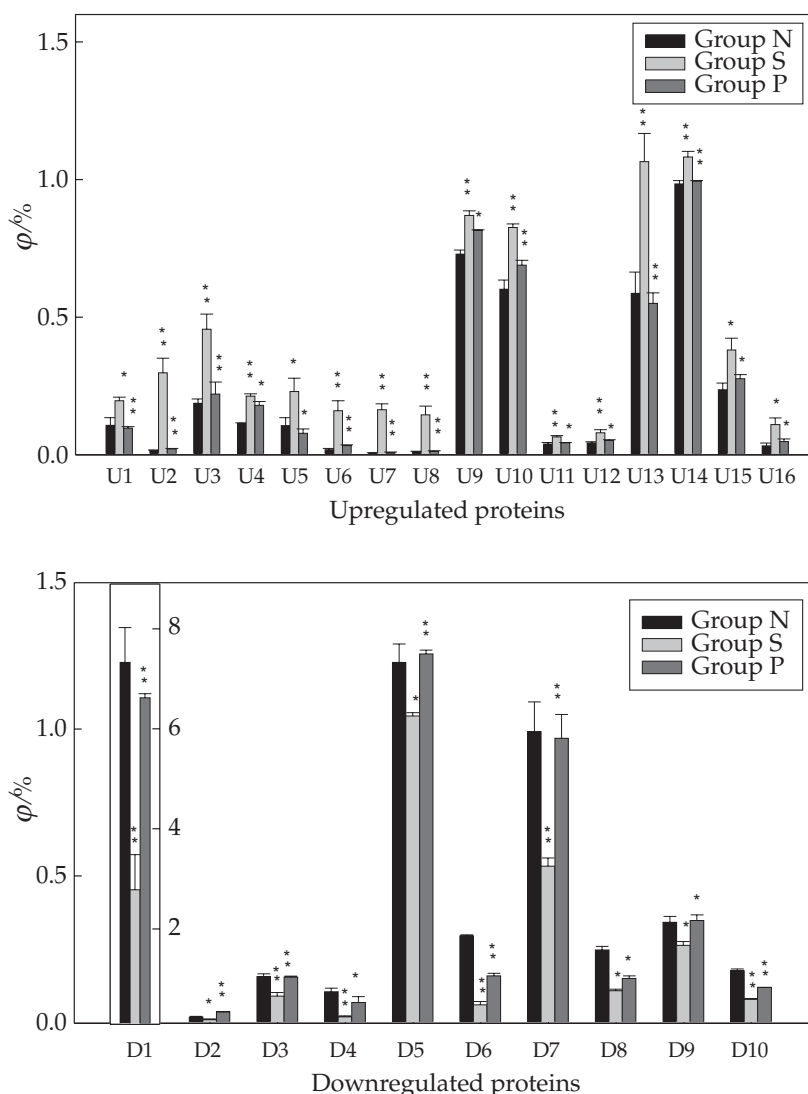 1.5
Group N
Group S
Group P
1.0
φ/%
0.5
0.0
U1 U2 U3 U4 U5 U6 U7 U8 U9 U10 U11 U12 U13 U14 U15 U16
Upregulated proteins
1.5
8
Group N
Group S
Group P
1.0
6
φ/%
4
0.5
2
0.0
D1 D2 D3 D4 D5 D6 D7 D8 D9 D10
Downregulated proteins